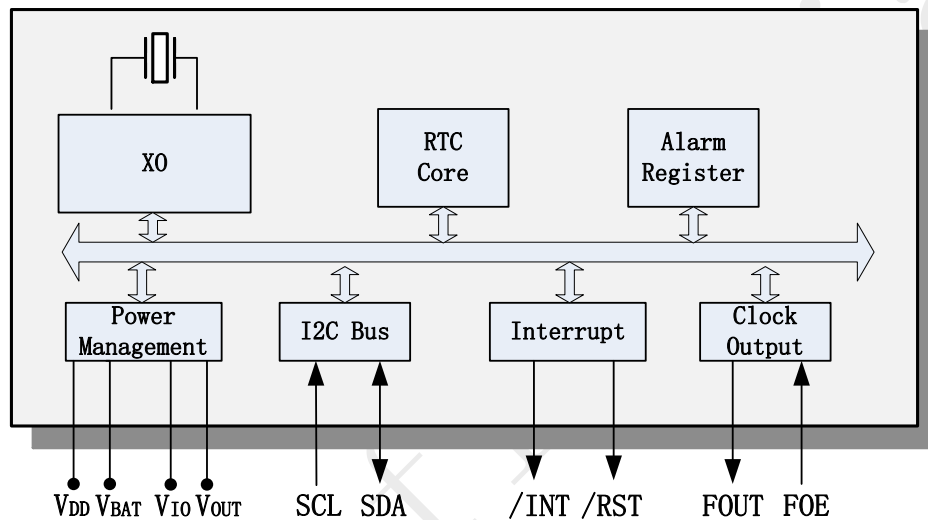 XO
RTC
Core
Alarm
Register
Power
Management
I2C Bus
Interrupt
Clock
Output
VDD VBAT VIO VOUT SCL SDA /INT /RST FOUT FOE